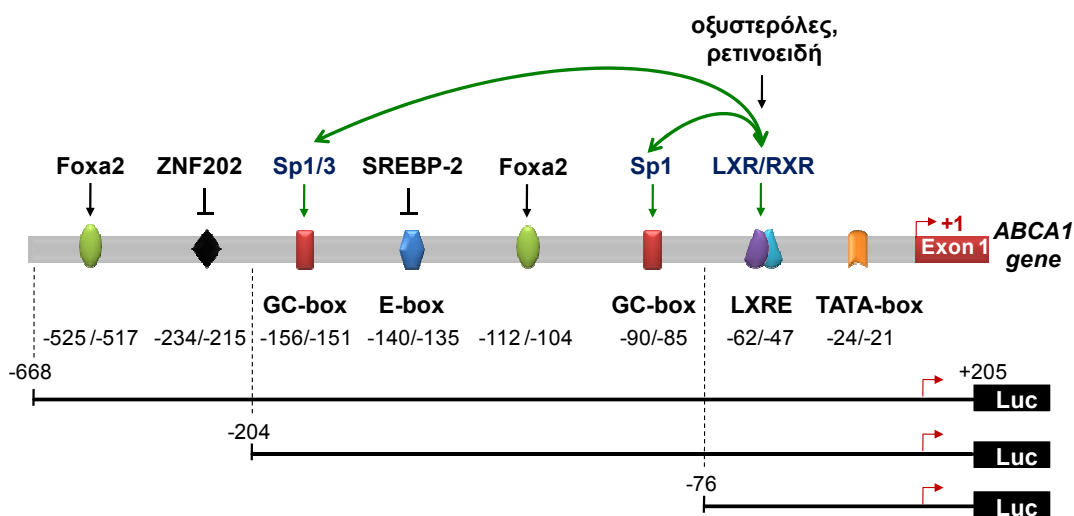 οξυστερόλες,
ρετινοειδή
Foxa2 ZNF202 Sp1/3 SREBP-2 Foxa2 Sp1 LXR/RXR
+1
Exon 1
ABCA1
gene
GC-box E-box GC-box LXRE TATA-box
-525/-517 -234/-215 -156/-151 -140/-135 -112/-104 -90/-85 -62/-47 -24/-21
-668 +205
Luc
-204
Luc
-76
Luc